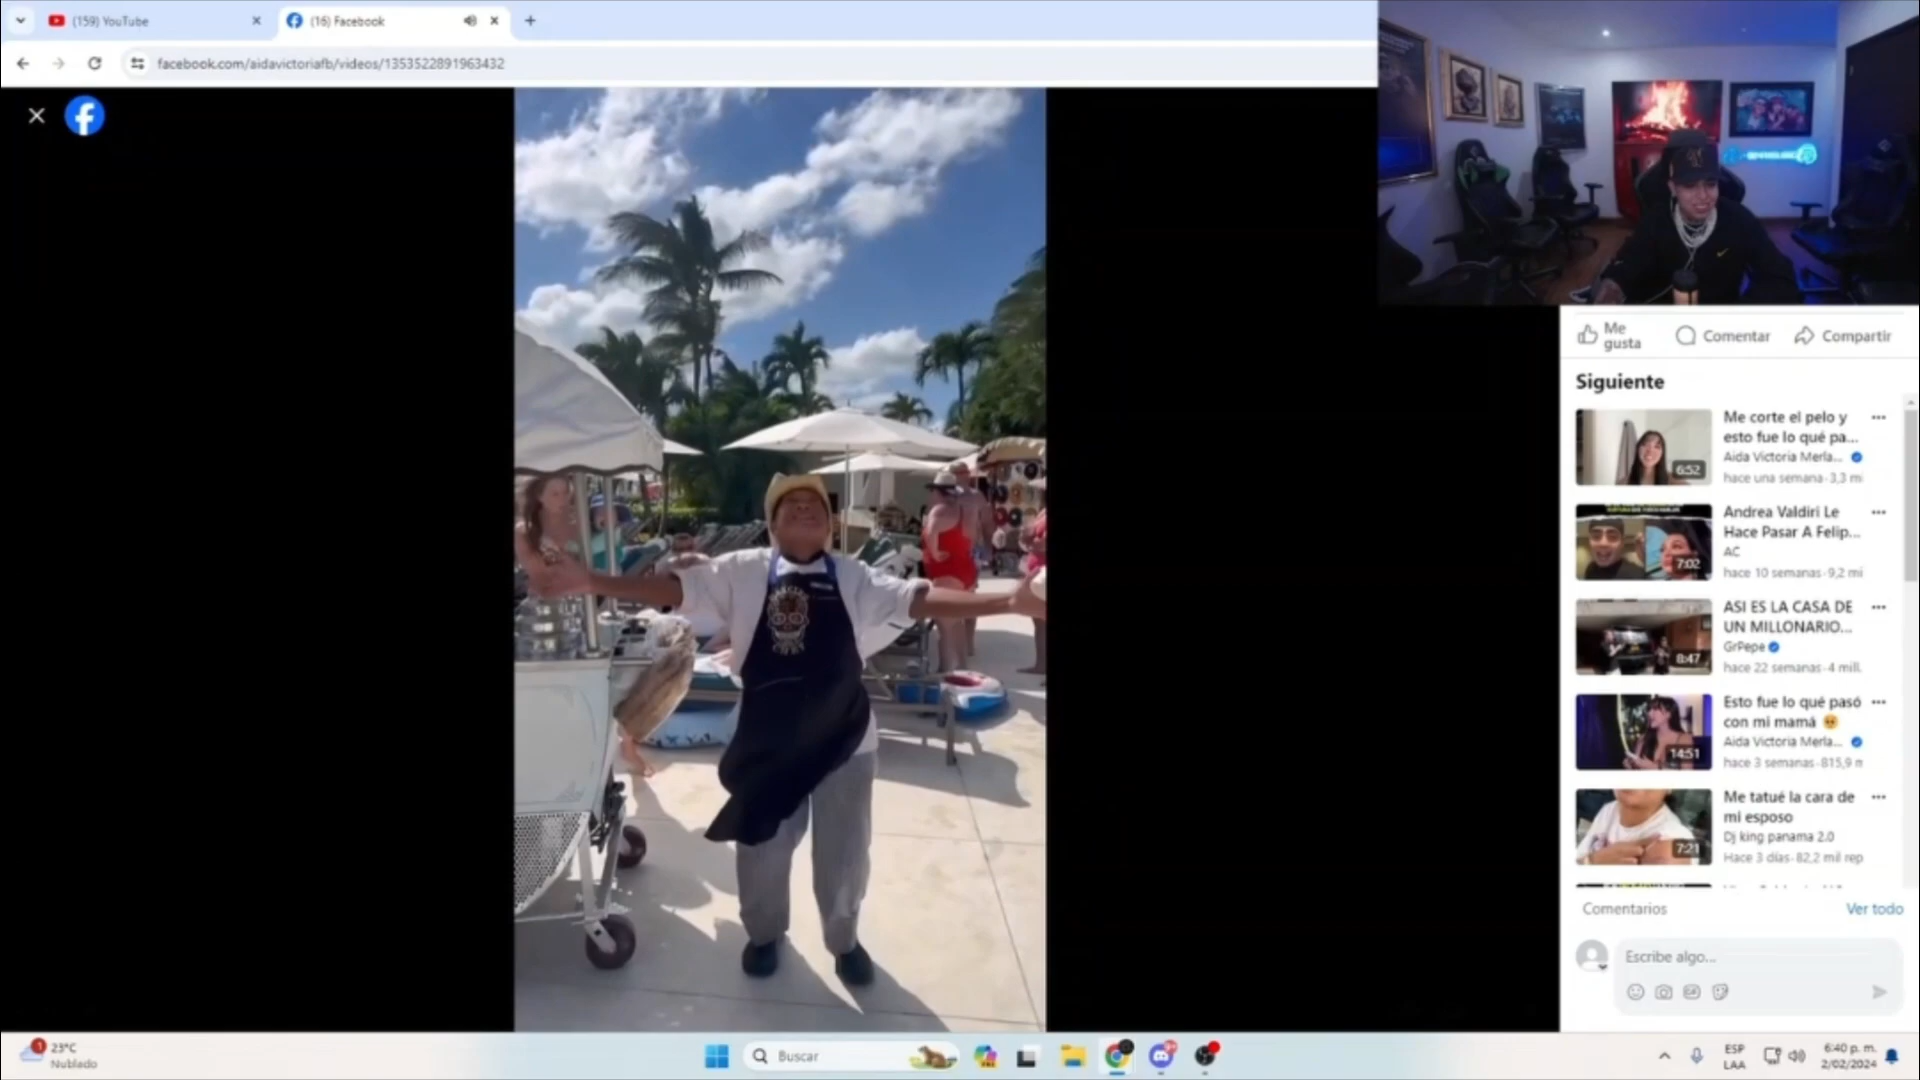 (159) YouTube
(16) Facebook
facebook.com/aidavictoriafb/videos/1353522891963432
Me gusta
Comentar
Compartir
Siguiente
Me corte el pelo y
esto fue lo qué pa...
Aida Victoria Merla...
hace una semana · 3,3 mi
6:52
Andrea Valdiri Le
Hace Pasar A Felip...
AC
hace 10 semanas · 9,2 mi
7:02
ASI ES LA CASA DE
UN MILLONARIO...
GrPepe
hace 22 semanas · 4 mill.
8:47
Esto fue lo qué pasó
con mi mamá
Aida Victoria Merla...
hace 3 semanas · 815,9 m
14:51
Me tatué la cara de
mi esposo
Dj king panama 2.0
Hace 3 días · 82,2 mil rep
7:21
Comentarios
Ver todo
Escribe algo...
1
23°C
Nublado
Buscar
ESP
LAA
6:40 p. m.
2/02/2024